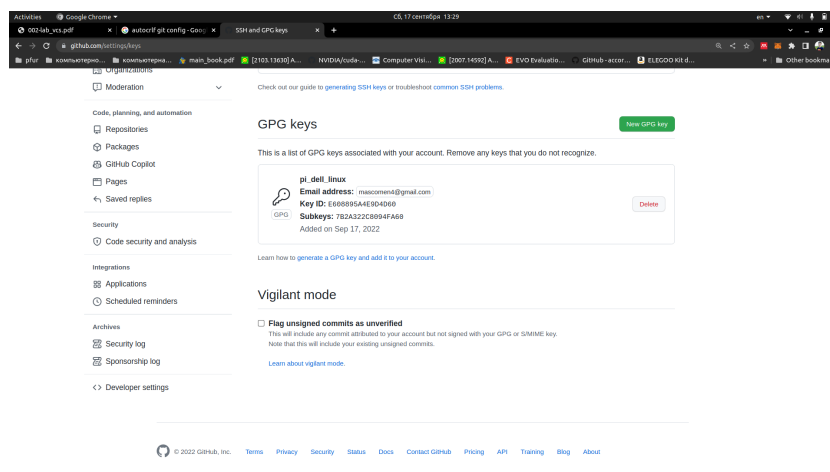 Activities Google Chrome ▾ Сб, 17 сентября 13:29 en ▾
002-lab_vcs.pdf × autocrlf git config - Goog × SSH and GPG keys × +
github.com/settings/keys
pfur компьютерно... компьютерна... main_book.pdf [2103.13630] A... NVIDIA/cuda-... Computer Visi... [2007.14592] A... EVO Evaluatio... GitHub - accor... ELEGOO Kit d... » Other bookma
Organizations
Moderation
Code, planning, and automation
Repositories
Packages
GitHub Copilot
Pages
Saved replies
Security
Code security and analysis
Integrations
Applications
Scheduled reminders
Archives
Security log
Sponsorship log
<> Developer settings
Check out our guide to generating SSH keys or troubleshoot common SSH problems.
GPG keys
New GPG key
This is a list of GPG keys associated with your account. Remove any keys that you do not recognize.
pi_dell_linux
Email address: mascomen4@gmail.com
Key ID: E608895A4E9D4D60
GPG
Subkeys: 7B2A322C8094FA60
Added on Sep 17, 2022
Delete
Learn how to generate a GPG key and add it to your account.
Vigilant mode
Flag unsigned commits as unverified
This will include any commit attributed to your account but not signed with your GPG or S/MIME key.
Note that this will include your existing unsigned commits.
Learn about vigilant mode.
© 2022 GitHub, Inc. Terms Privacy Security Status Docs Contact GitHub Pricing API Training Blog About